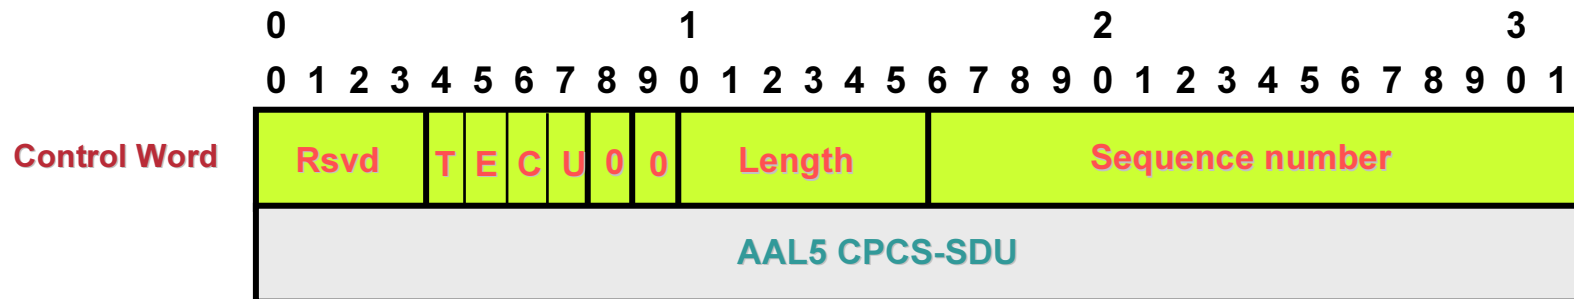 0 1 2 3
0 1 2 3 4 5 6 7 8 9 0 1 2 3 4 5 6 7 8 9 0 1 2 3 4 5 6 7 8 9 0 1
Control Word Rsvd T E C U 0 0 Length Sequence number
AAL5 CPCS-SDU